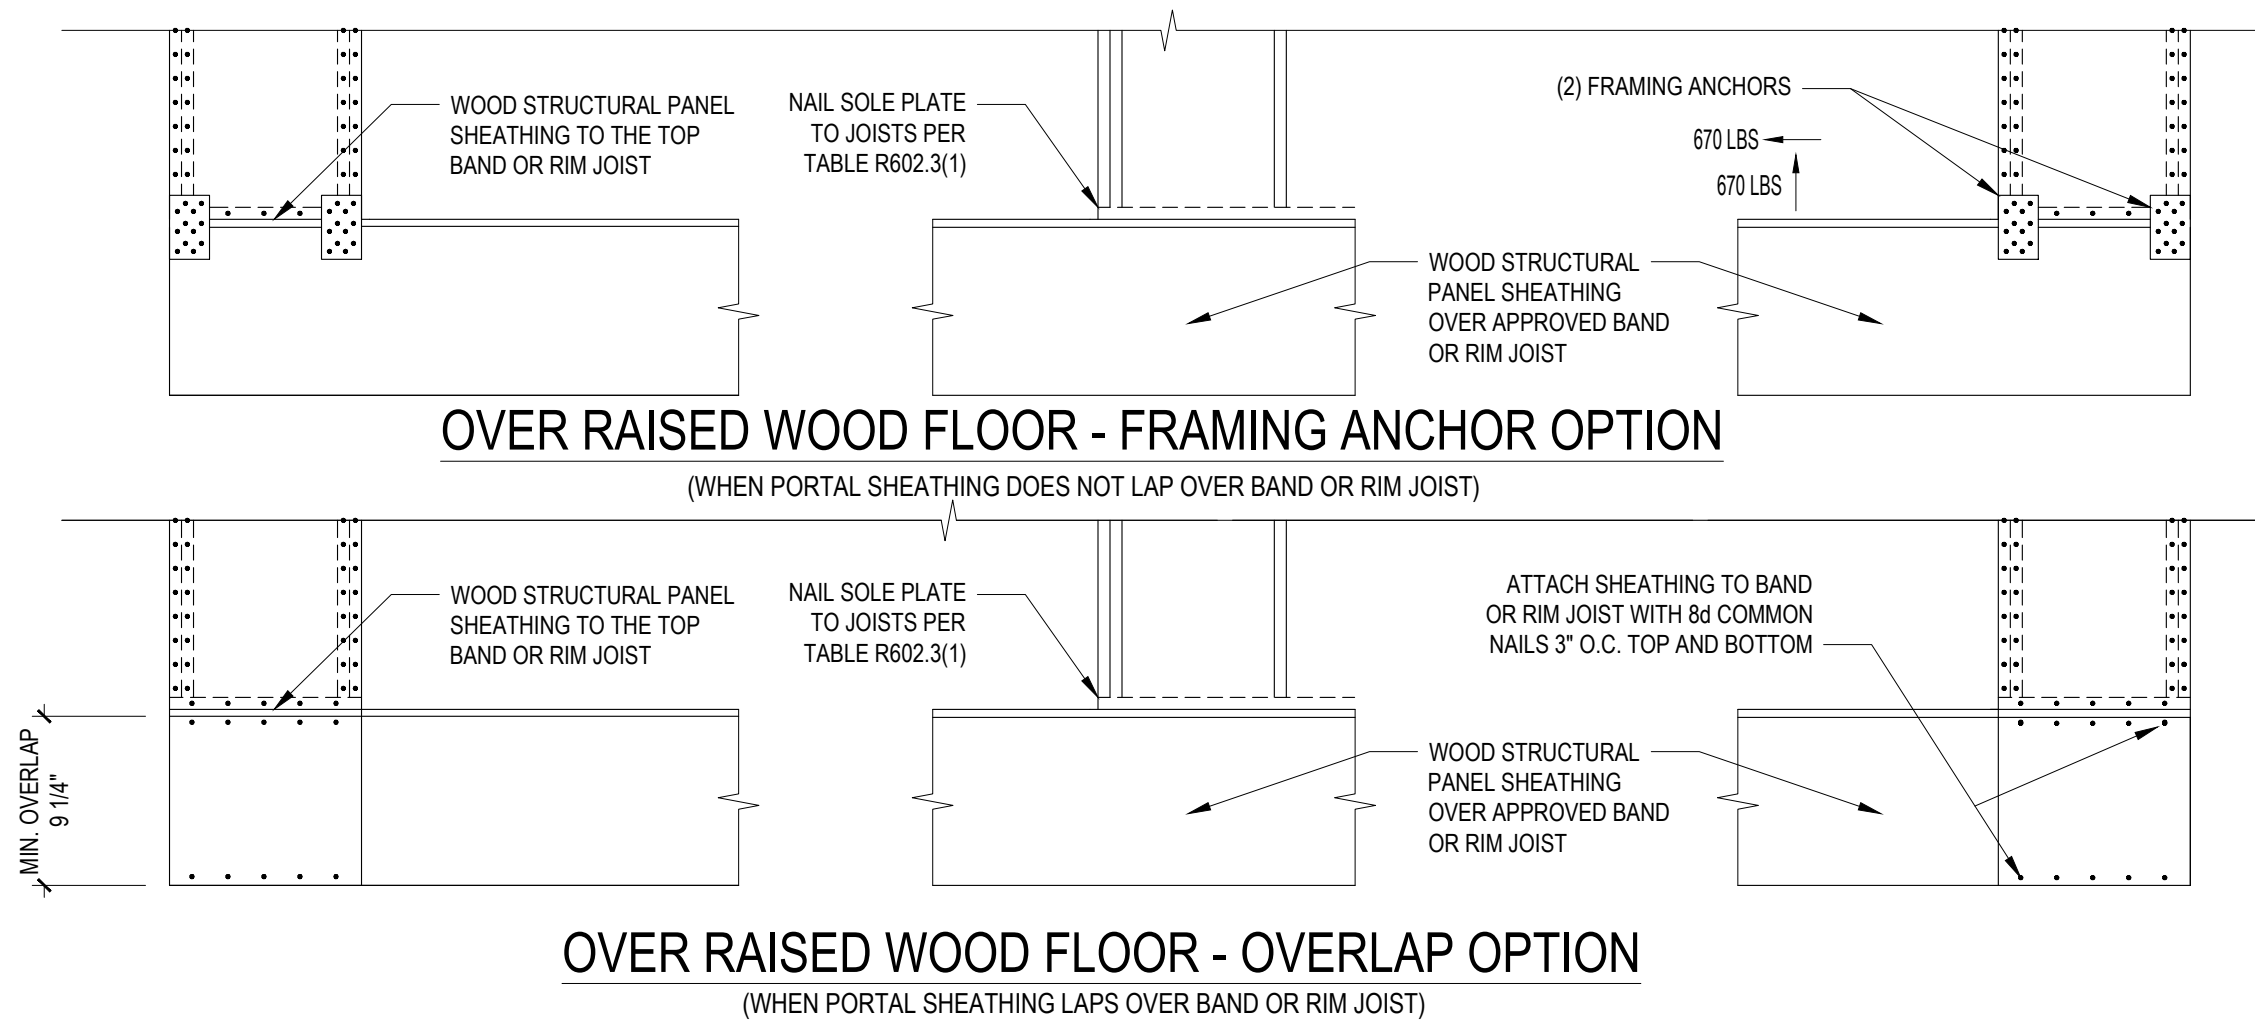 WOOD STRUCTURAL PANEL
SHEATHING TO THE TOP
BAND OR RIM JOIST
NAIL SOLE PLATE
TO JOISTS PER
TABLE R602.3(1)
(2) FRAMING ANCHORS
670 LBS
670 LBS
WOOD STRUCTURAL
PANEL SHEATHING
OVER APPROVED BAND
OR RIM JOIST
OVER RAISED WOOD FLOOR - FRAMING ANCHOR OPTION
(WHEN PORTAL SHEATHING DOES NOT LAP OVER BAND OR RIM JOIST)
WOOD STRUCTURAL PANEL
SHEATHING TO THE TOP
BAND OR RIM JOIST
NAIL SOLE PLATE
TO JOISTS PER
TABLE R602.3(1)
ATTACH SHEATHING TO BAND
OR RIM JOIST WITH 8d COMMON
NAILS 3" O.C. TOP AND BOTTOM
MIN. OVERLAP
9 1/4"
WOOD STRUCTURAL
PANEL SHEATHING
OVER APPROVED BAND
OR RIM JOIST
OVER RAISED WOOD FLOOR - OVERLAP OPTION
(WHEN PORTAL SHEATHING LAPS OVER BAND OR RIM JOIST)